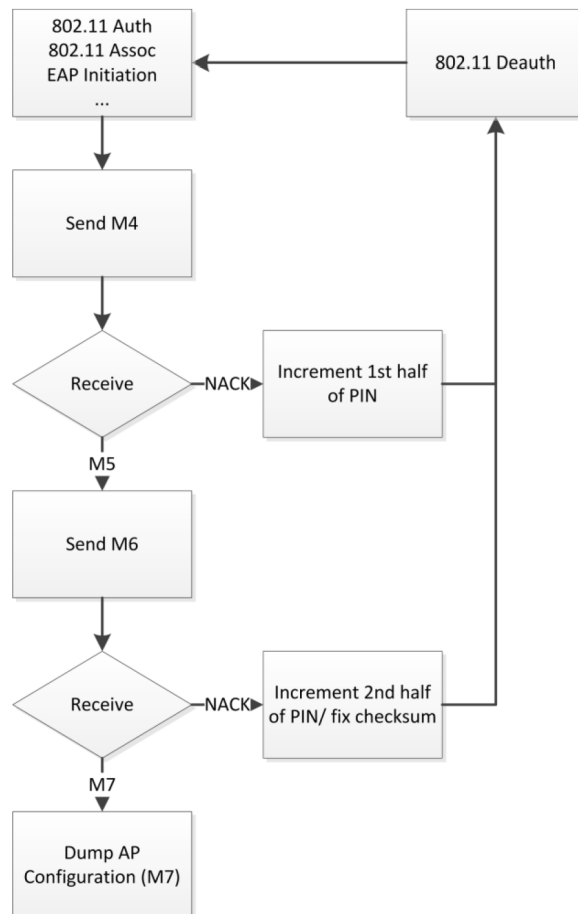 802.11 Auth
802.11 Assoc
EAP Initiation
...
802.11 Deauth
Send M4
Receive
NACK
Increment 1st half
of PIN
M5
Send M6
Receive
NACK
Increment 2nd half
of PIN/ fix checksum
M7
Dump AP
Configuration (M7)